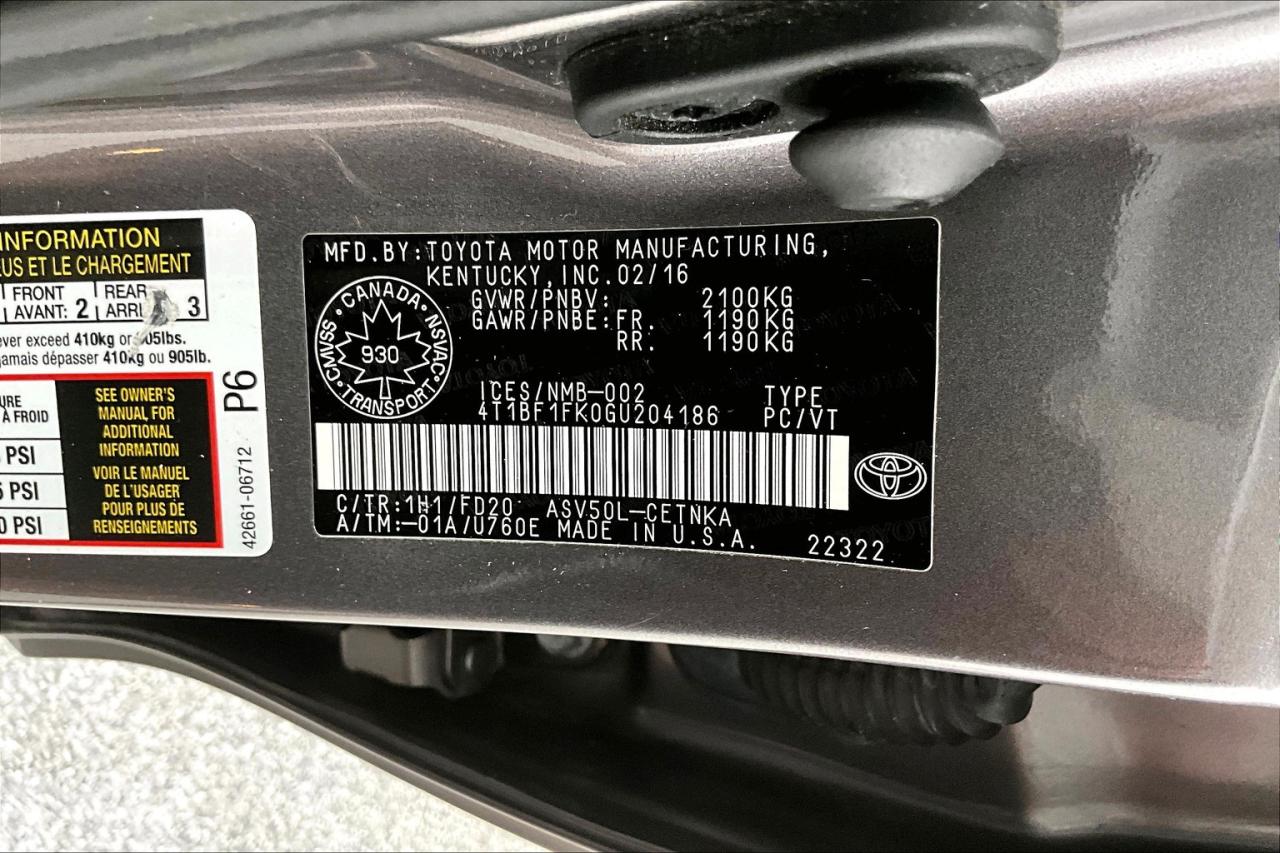 INFORMATION
US ET LE CHARGEMENT
FRONT
AVANT: 2
REAR
3
ever exceed 410kg or 905lbs.
jamais dépasser 410kg ou 905lb.
À FROID
PSI
PSI
0 PSI
SEE OWNER'S
MANUAL FOR
ADDITIONAL
INFORMATION
VOIR LE MANUEL
DE L'USAGER
POUR PLUS DE
RENSEIGNEMENTS
P6
42661-06712
MFD.BY:TOYOTA MOTOR MANUFACTURING,
KENTUCKY,INC.02/16
GVWR/PNBV: 2100KG
GAWR/PNBE:FR. 1190KG
RR. 1190KG
CANADA • NSVAC • TRANSPORT • CMVSS •
930
ICES/NMB-002 TYPE
4T1BF1FK0GU204186 PC/VT
C/TR:1H1/FD20 ASV50L-CETNKA
A/TM:-01A/U760E MADE IN U.S.A. 22322